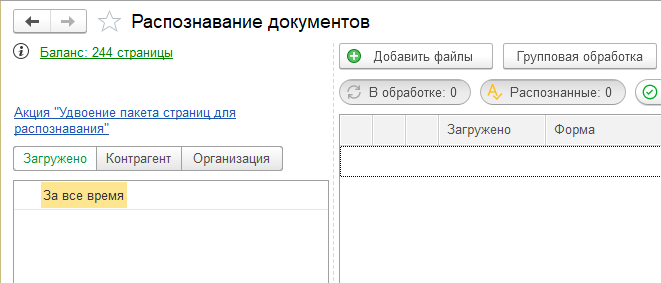 Распознавание документов
Баланс: 244 страницы
Добавить файлы
Групповая обработка
В обработке: 0
Распознанные: 0
Акция "Удвоение пакета страниц для
распознавания"
Загружено
Форма
Загружено
Контрагент
Организация
За все время